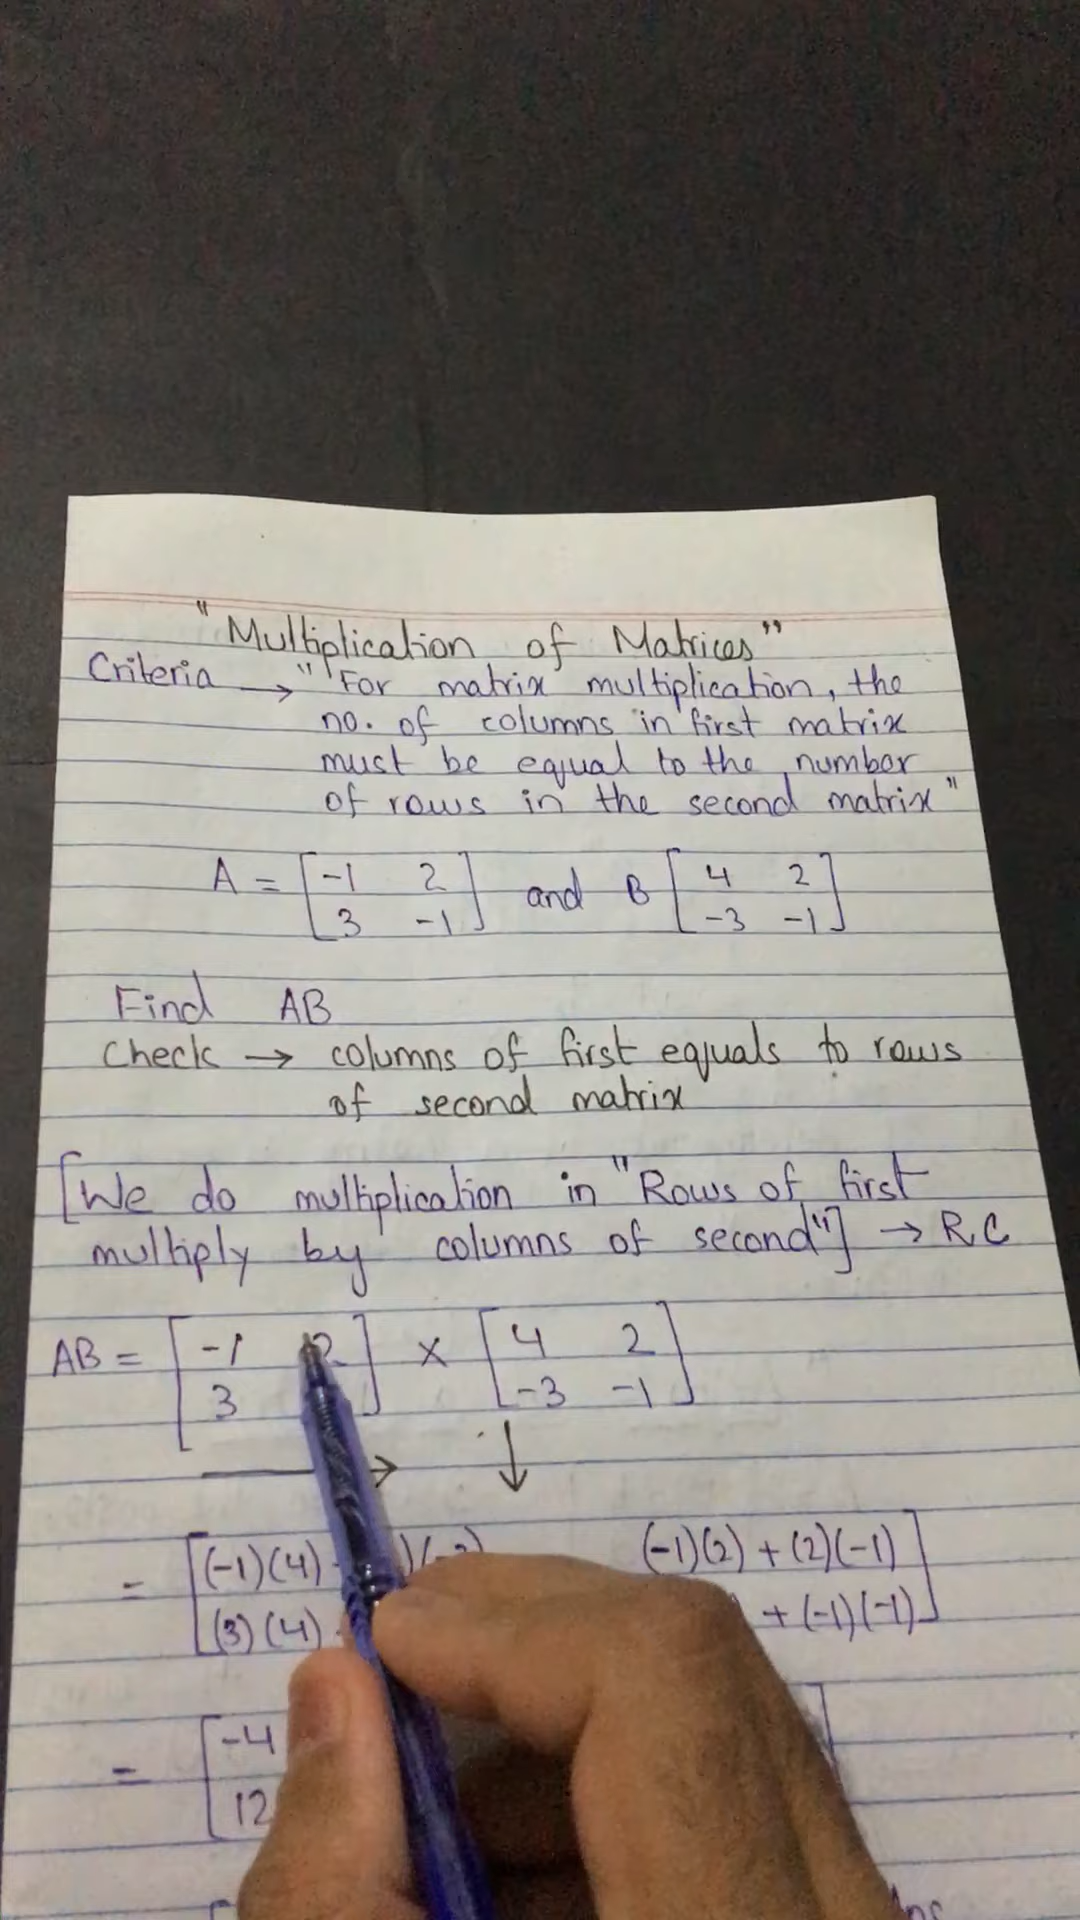 "Multiplication of Matrices"
Criteria → "For matrix multiplication, the
no. of columns in first matrix
must be equal to the number
of rows in the second matrix"
A = [-1 2] and B [4 2]
[3 -1] [-3 -1]
Find AB
Check → columns of first equals to rows
of second matrix
[We do multiplication in "Rows of first
multiply by columns of second"] → RC
AB = [-1 2] × [4 2]
[3 ] [-3 -1]
= [(-1)(4) (-1)(2) + (2)(-1)]
[(3)(4) + (-1)(-1)]
= [-4
[12